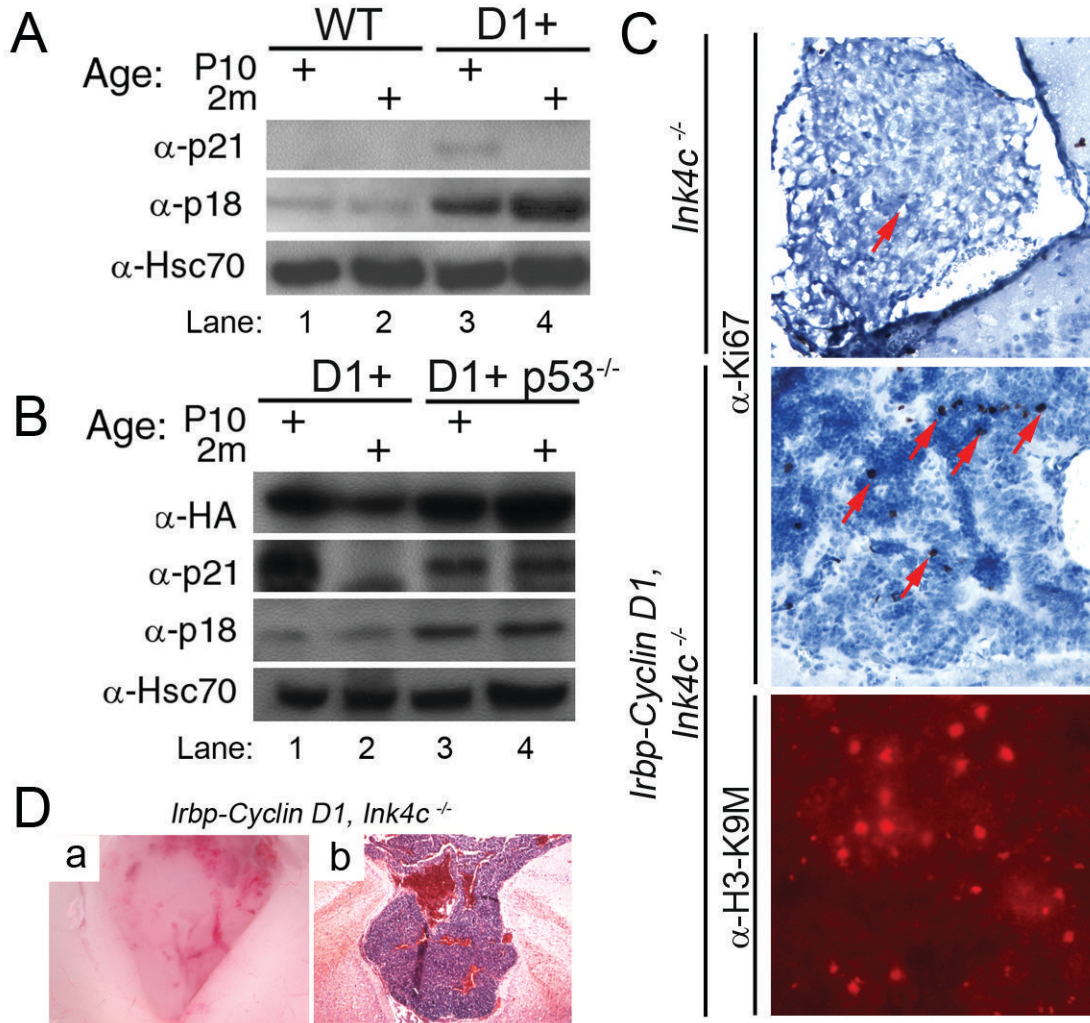 A
WT D1+
Age: P10 + +
2m + +
α-p21
α-p18
α-Hsc70
Lane: 1 2 3 4
B
D1+ D1+ p53-/-
Age: P10 + +
2m + +
α-HA
α-p21
α-p18
α-Hsc70
Lane: 1 2 3 4
C
Ink4c-/-
Irbp-Cyclin D1,
Ink4c-/-
α-Ki67
α-H3-K9M
D
Irbp-Cyclin D1, Ink4c -/-
a b